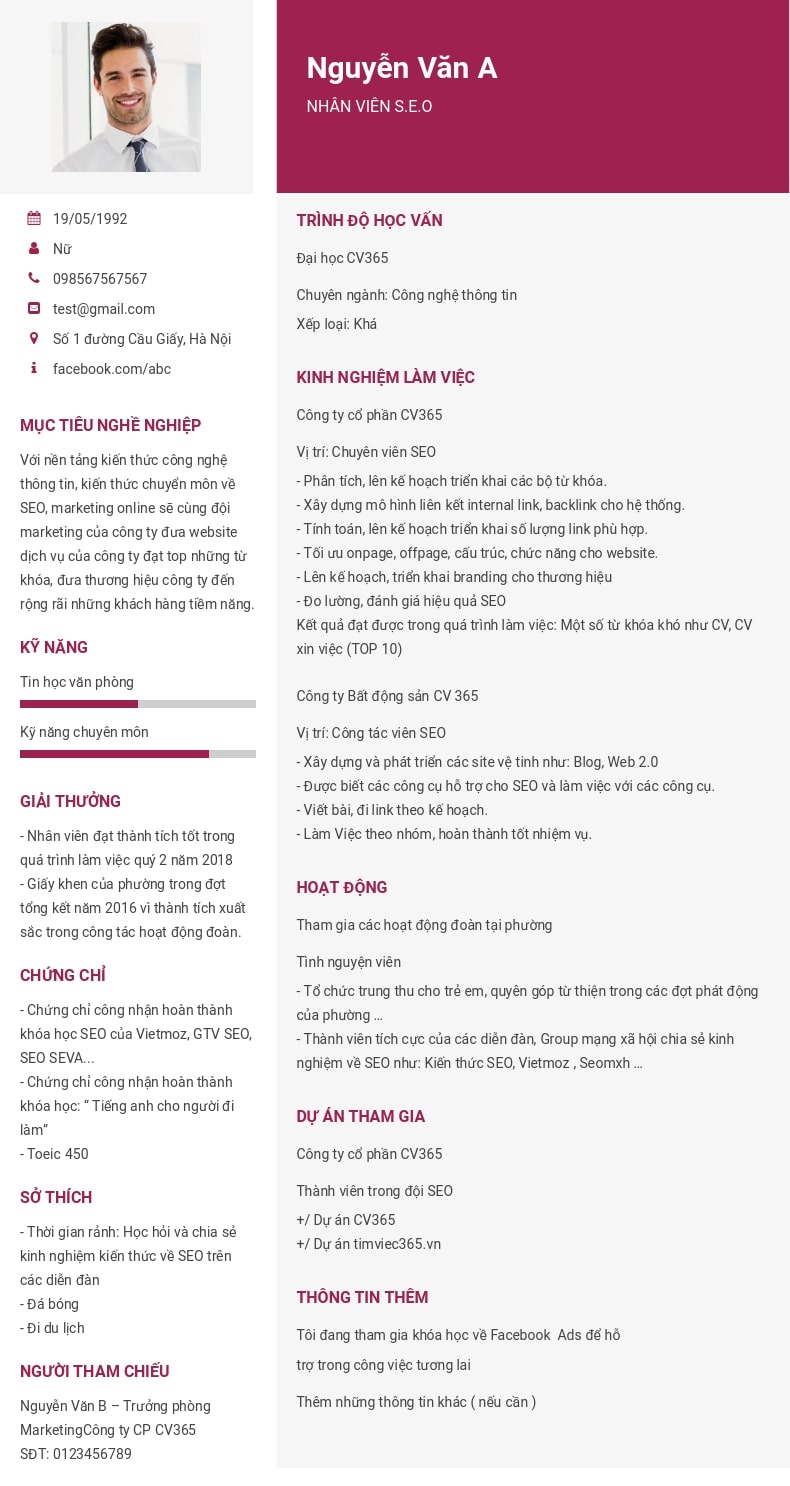 Nguyễn Văn A
NHÂN VIÊN S.E.O
19/05/1992
Nữ
098567567567
test@gmail.com
Số 1 đường Cầu Giấy, Hà Nội
facebook.com/abc
MỤC TIÊU NGHỀ NGHIỆP
Với nền tảng kiến thức công nghệ
thông tin, kiến thức chuyển môn về
SEO, marketing online sẽ cùng đội
marketing của công ty đưa website
dịch vụ của công ty đạt top những từ
khóa, đưa thương hiệu công ty đến
rộng rãi những khách hàng tiềm năng.
KỸ NĂNG
Tin học văn phòng
Kỹ năng chuyên môn
GIẢI THƯỞNG
- Nhân viên đạt thành tích tốt trong
quá trình làm việc quý 2 năm 2018
- Giấy khen của phường trong đợt
tổng kết năm 2016 vì thành tích xuất
sắc trong công tác hoạt động đoàn.
CHỨNG CHỈ
- Chứng chỉ công nhận hoàn thành
khóa học SEO của Vietmoz, GTV SEO,
SEO SEVA...
- Chứng chỉ công nhận hoàn thành
khóa học: “ Tiếng anh cho người đi
làm”
- Toeic 450
SỞ THÍCH
- Thời gian rảnh: Học hỏi và chia sẻ
kinh nghiệm kiến thức về SEO trên
các diễn đàn
- Đá bóng
- Đi du lịch
NGƯỜI THAM CHIẾU
Nguyễn Văn B – Trưởng phòng
MarketingCông ty CP CV365
SĐT: 0123456789
TRÌNH ĐỘ HỌC VẤN
Đại học CV365
Chuyên ngành: Công nghệ thông tin
Xếp loại: Khá
KINH NGHIỆM LÀM VIỆC
Công ty cổ phần CV365
Vị trí: Chuyên viên SEO
- Phân tích, lên kế hoạch triển khai các bộ từ khóa.
- Xây dựng mô hình liên kết internal link, backlink cho hệ thống.
- Tính toán, lên kế hoạch triển khai số lượng link phù hợp.
- Tối ưu onpage, offpage, cấu trúc, chức năng cho website.
- Lên kế hoạch, triển khai branding cho thương hiệu
- Đo lường, đánh giá hiệu quả SEO
Kết quả đạt được trong quá trình làm việc: Một số từ khóa khó như CV, CV
xin việc (TOP 10)
Công ty Bất động sản CV 365
Vị trí: Công tác viên SEO
- Xây dựng và phát triển các site vệ tinh như: Blog, Web 2.0
- Được biết các công cụ hỗ trợ cho SEO và làm việc với các công cụ.
- Viết bài, đi link theo kế hoạch.
- Làm Việc theo nhóm, hoàn thành tốt nhiệm vụ.
HOẠT ĐỘNG
Tham gia các hoạt động đoàn tại phường
Tình nguyện viên
- Tổ chức trung thu cho trẻ em, quyên góp từ thiện trong các đợt phát động
của phường …
- Thành viên tích cực của các diễn đàn, Group mạng xã hội chia sẻ kinh
nghiệm về SEO như: Kiến thức SEO, Vietmoz , Seomxh …
DỰ ÁN THAM GIA
Công ty cổ phần CV365
Thành viên trong đội SEO
+/ Dự án CV365
+/ Dự án timviec365.vn
THÔNG TIN THÊM
Tôi đang tham gia khóa học về Facebook  Ads để hỗ
trợ trong công việc tương lai
Thêm những thông tin khác ( nếu cần )